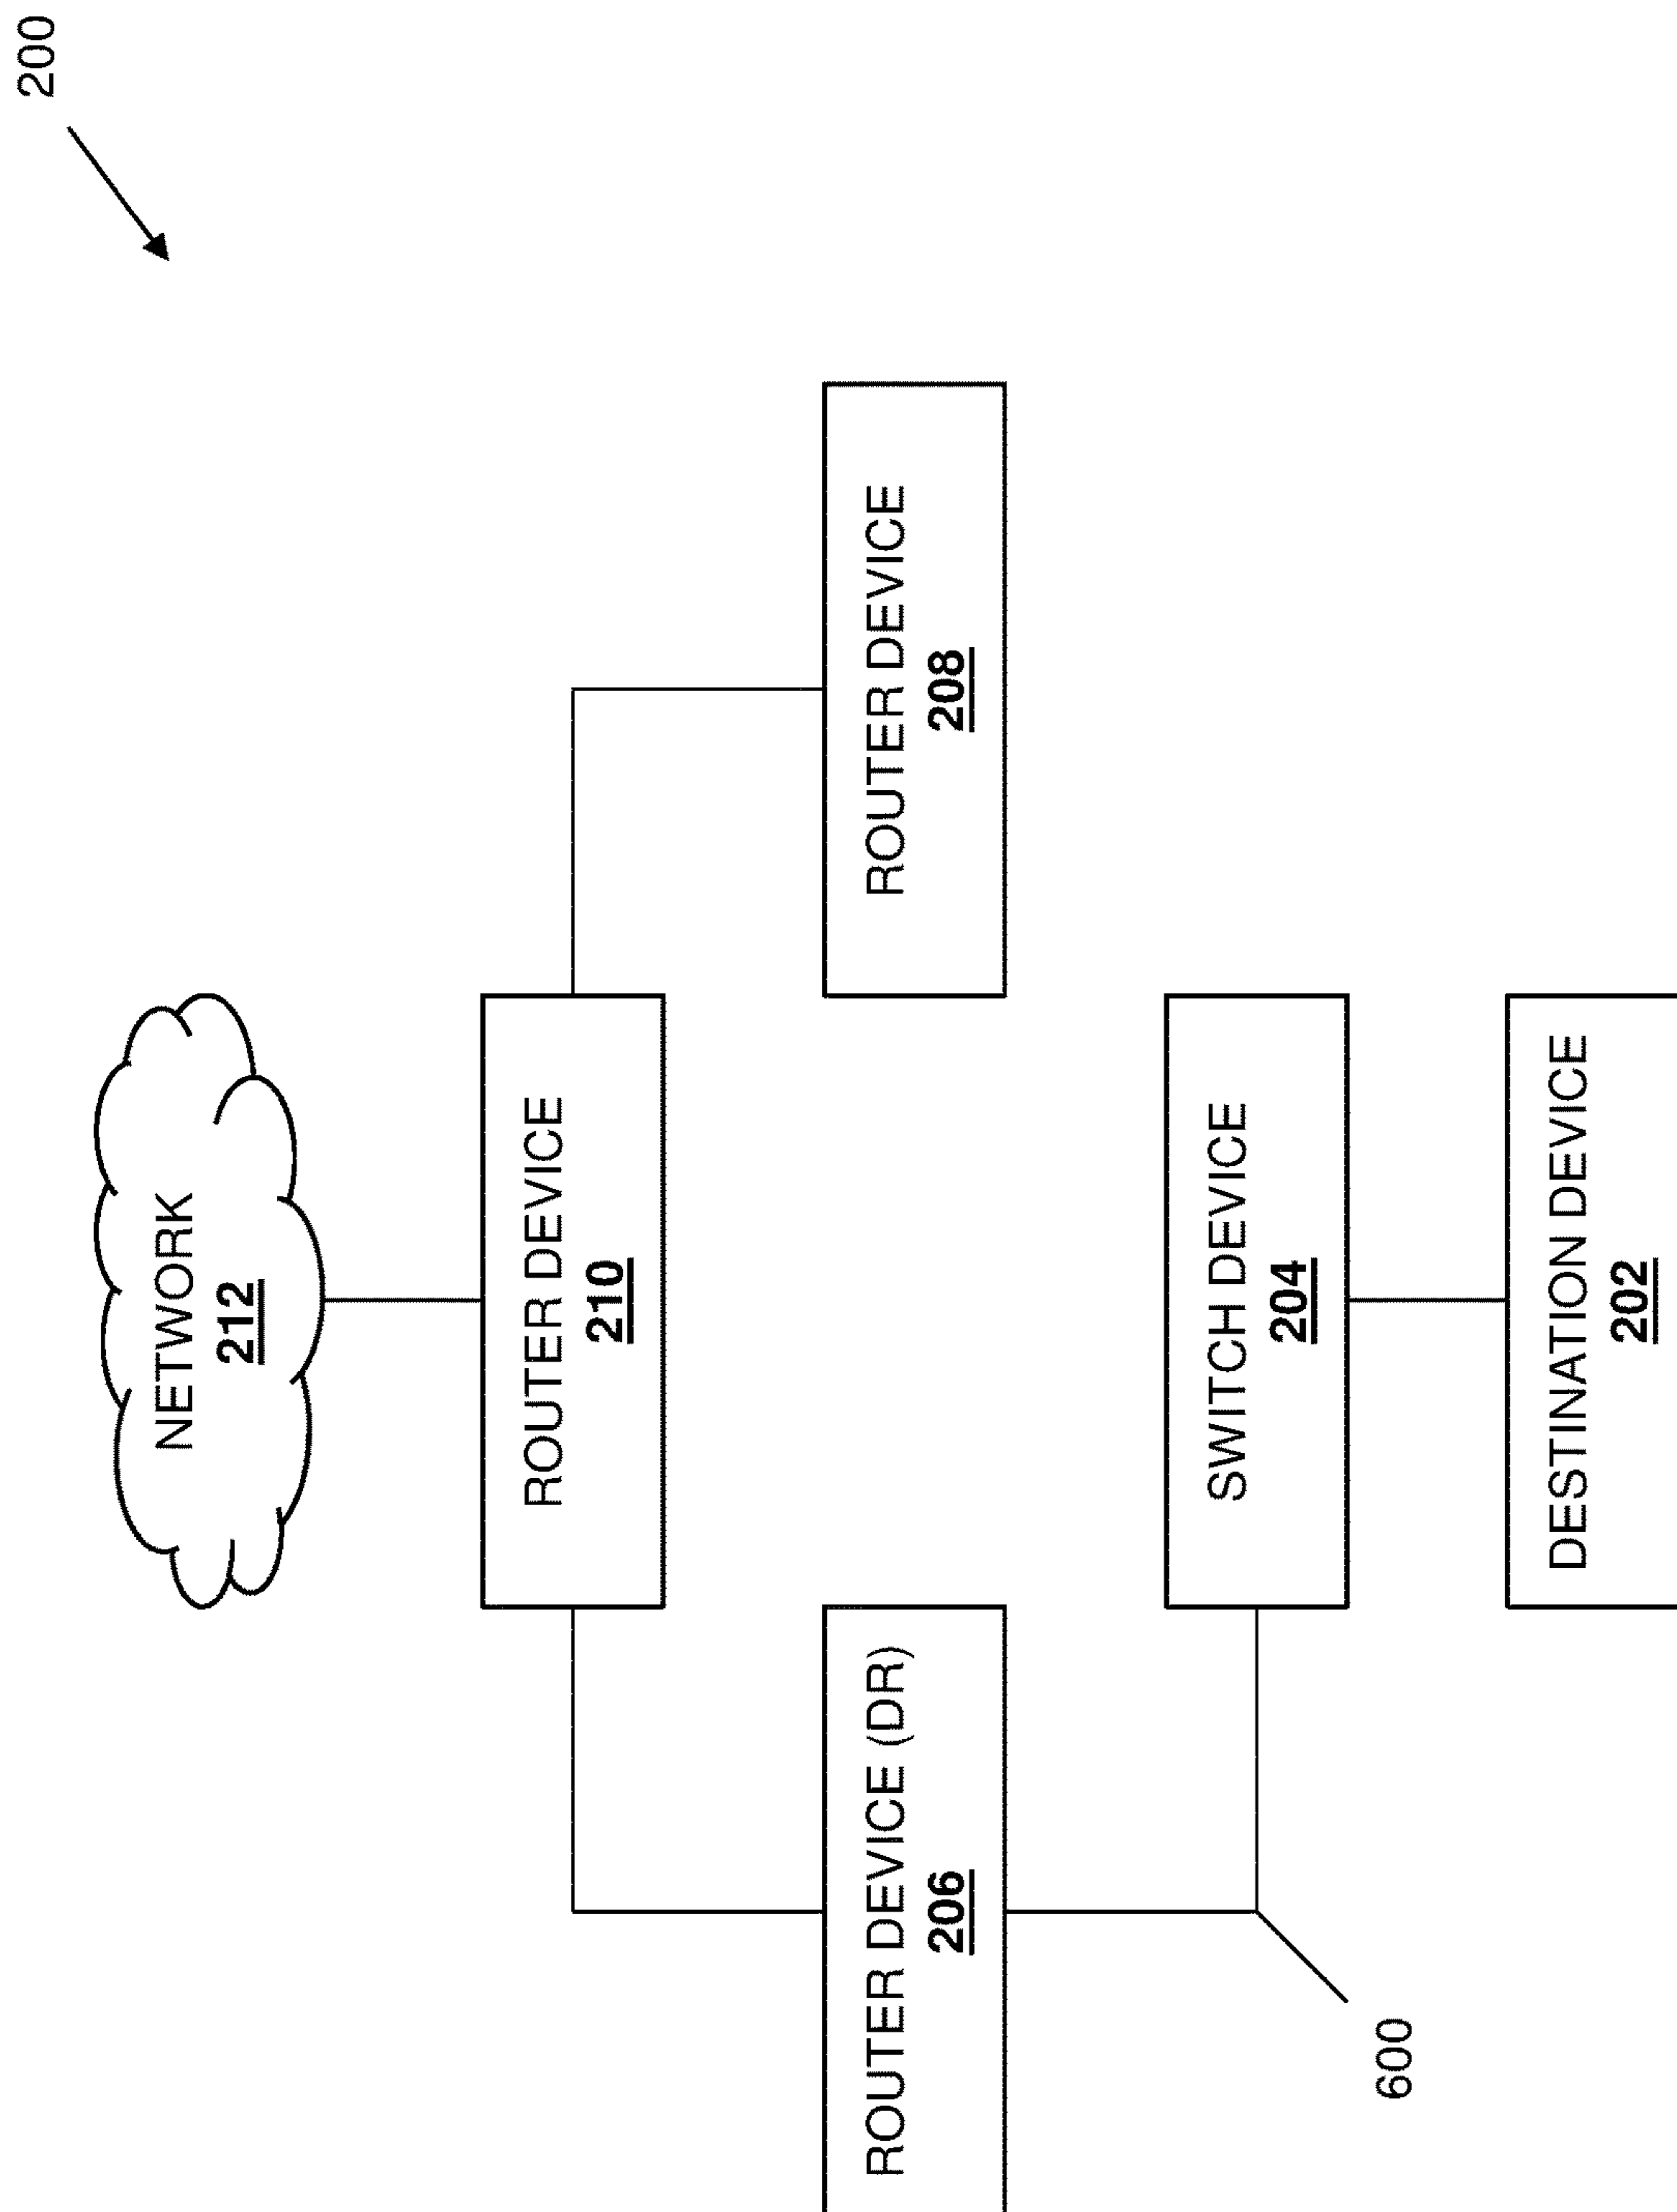 200
NETWORK
212
ROUTER DEVICE
210
ROUTER DEVICE (DR)
206
ROUTER DEVICE
208
SWITCH DEVICE
204
600
DESTINATION DEVICE
202